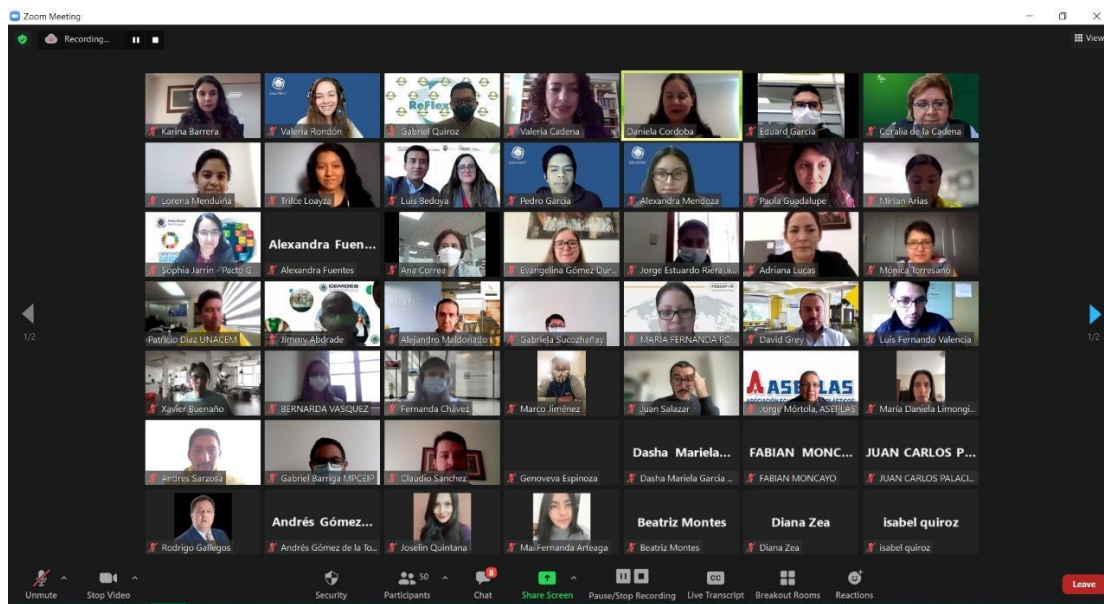 Zoom Meeting
Recording...
View
Karina Barrera
Valeria Rondón
ReFlex
Gabriel Quiroz
Valeria Cadena
Daniela Cordoba
Eduard Garcia
Coralia de la Cadena
Lorena Menduiña
Trilce Loayza
Luis Bedoya
Pedro García
Alexandra Mendoza
Paola Guadalupe
Mirian Arias
Sophia Jarrín - Pacto G...
Alexandra Fuen...
Alexandra Fuentes
Ana Correa
Evangelina Gómez Dur...
Jorge Estuardo Riera Ji...
Adriana Lucas
Mónica Torresano
1/2
Patricio Diaz UNACEM
CEMDES
Jimmy Abdrade
Alejandro Maldonado
Gabriela Sucozhañay
MARIA FERNANDA PO...
David Grey
Luis Fernando Valencia
1/2
Xavier Buenaño
BERNARDA VASQUEZ
Fernanda Chávez
Marco Jiménez
Juan Salazar
ASEPLAS
Jorge Mórtola, ASEPLAS
María Daniela Limongi...
Andres Sarzosa
Gabriel Barriga MPCEIP
Claudio Sanchez
Genoveva Espinoza
Dasha Mariela...
Dasha Mariela Garcia ...
FABIAN MONC...
FABIAN MONCAYO
JUAN CARLOS P...
JUAN CARLOS PALACI...
Rodrigo Gallegos
Andrés Gómez...
Andrés Gómez de la To...
Joselin Quintana
Ma. Fernanda Arteaga
Beatriz Montes
Beatriz Montes
Diana Zea
Diana Zea
isabel quiroz
isabel quiroz
Unmute
Stop Video
Security
50
Participants
8
Chat
Share Screen
Pause/Stop Recording
CC
Live Transcript
Breakout Rooms
Reactions
Leave